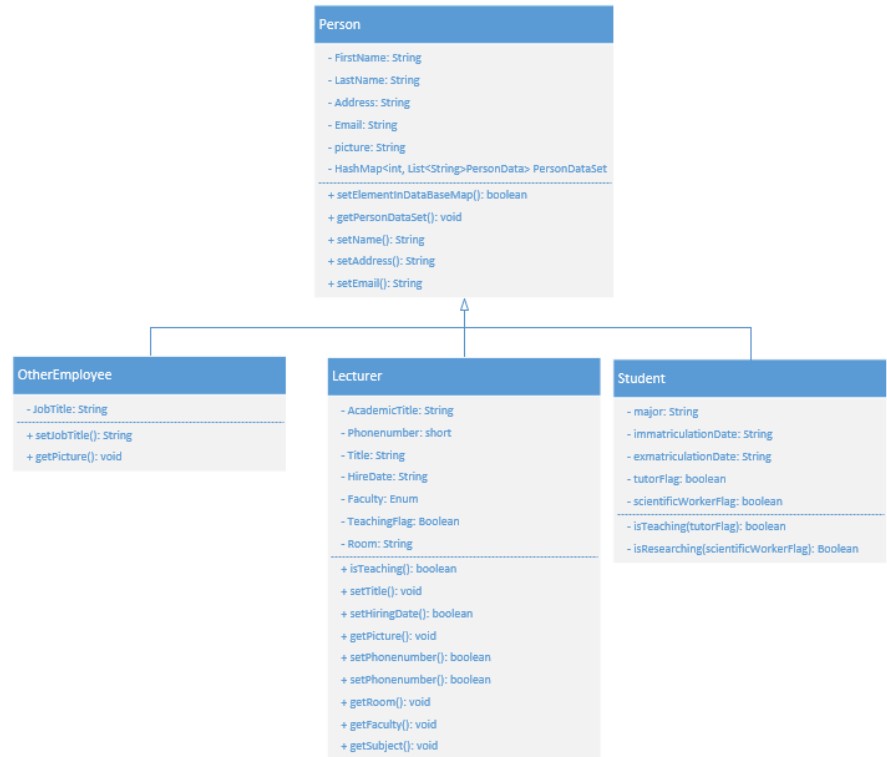 Person
- FirstName: String
- LastName: String
- Address: String
- Email: String
- picture: String
- HashMap<int, List<String>PersonData> PersonDataSet
+ setElementInDataBaseMap(): boolean
+ getPersonDataSet(): void
+ setName(): String
+ setAddress(): String
+ setEmail(): String
OtherEmployee
- JobTitle: String
+ setJobTitle(): String
+ getPicture(): void
Lecturer
- AcademicTitle: String
- Phonenumber: short
- Title: String
- HireDate: String
- Faculty: Enum
- TeachingFlag: Boolean
- Room: String
+ isTeaching(): boolean
+ setTitle(): void
+ setHiringDate(): boolean
+ getPicture(): void
+ setPhonenumber(): boolean
+ setPhonenumber(): boolean
+ getRoom(): void
+ getFaculty(): void
+ getSubject(): void
Student
- major: String
- immatriculationDate: String
- exmatriculationDate: String
- tutorFlag: boolean
- scientificWorkerFlag: boolean
- isTeaching(tutorFlag): boolean
- isResearching(scientificWorkerFlag): Boolean